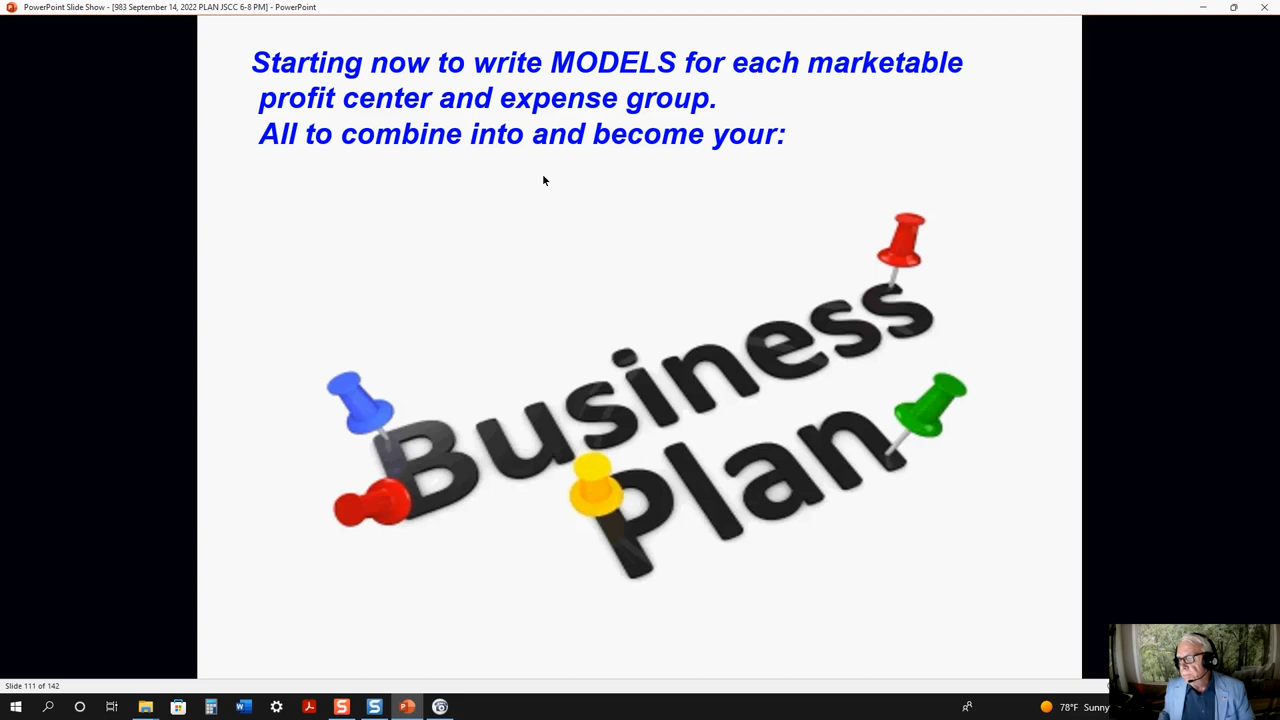 PowerPoint Slide Show - [983 September 14, 2022 PLAN JSCC 6-8 PM] - PowerPoint
Starting now to write MODELS for each marketable
profit center and expense group.
All to combine into and become your:
Business
Plan
Slide 111 of 142
78°F Sunny